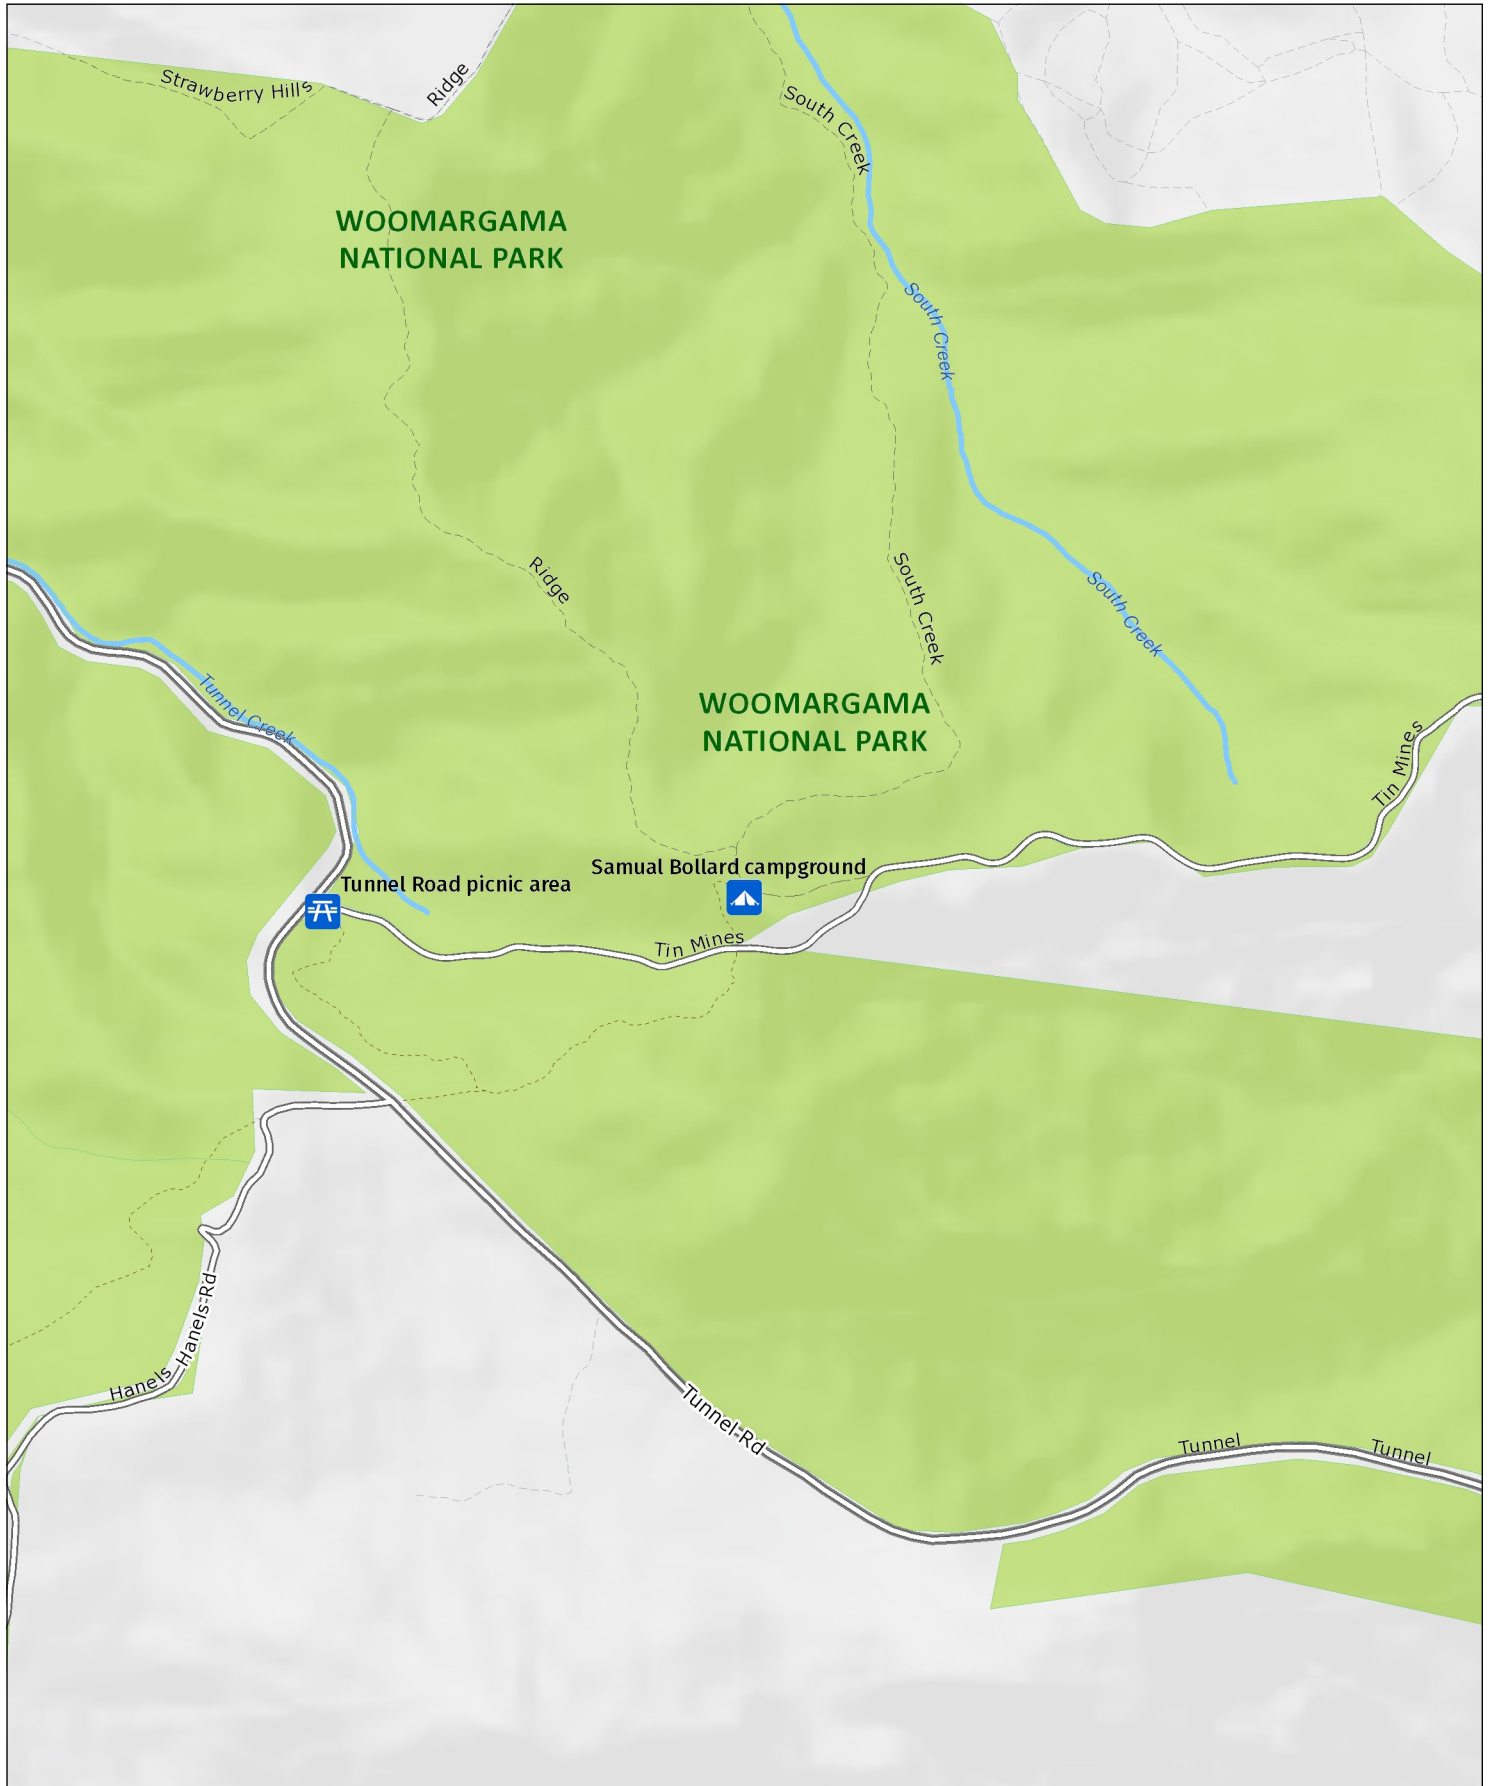 Strawberry Hills
Ridge
South Creek
WOOMARGAMA
NATIONAL PARK
South Creek
Ridge
South Creek
South Creek
Tunnel Creek
WOOMARGAMA
NATIONAL PARK
Tin Mines
Samual Bollard campground
Tunnel Road picnic area
Tin Mines
Hanels-Rd
Hanels
Tunnel-Rd
Tunnel
Tunnel